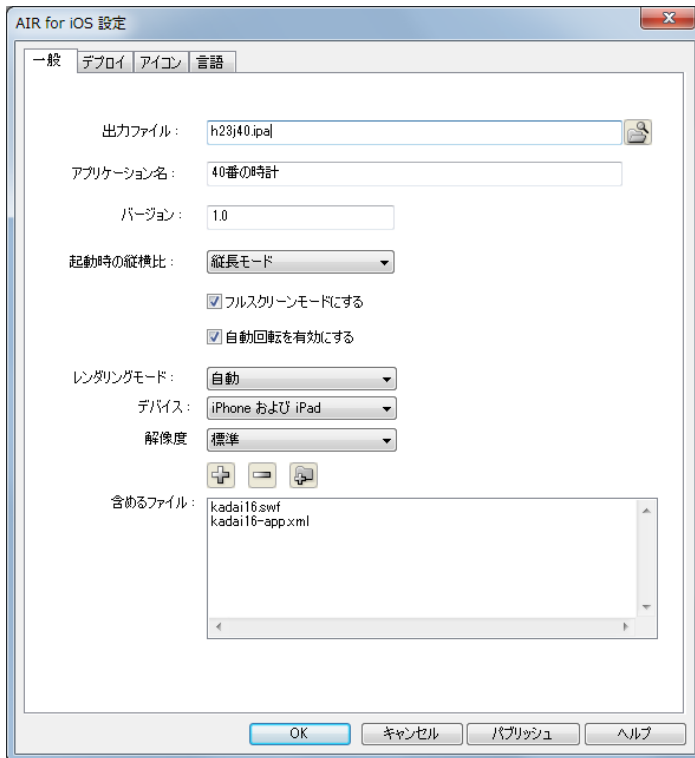 AIR for iOS 設定
一般 デプロイ アイコン 言語
出力ファイル： h23j40.ipa
アプリケーション名： 40番の時計
バージョン： 1.0
起動時の縦横比： 縦長モード
フルスクリーンモードにする
自動回転を有効にする
レンダリングモード： 自動
デバイス： iPhone および iPad
解像度 標準
含めるファイル： kadai16.swf
kadai16-app.xml
OK キャンセル パブリッシュ ヘルプ